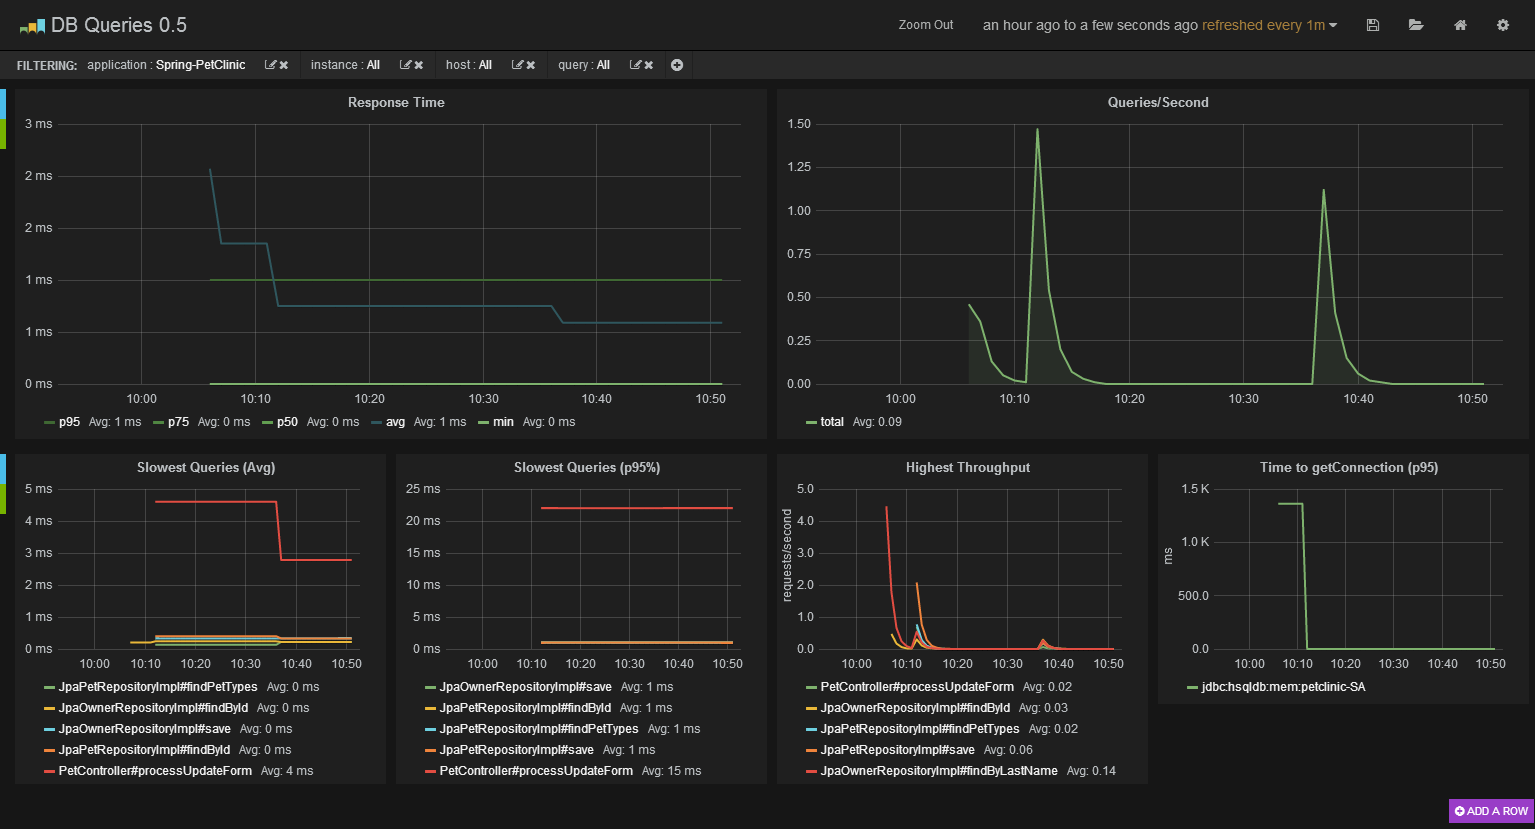 DB Queries 0.5
Zoom Out an hour ago to a few seconds ago refreshed every 1m
FILTERING: application : Spring-PetClinic instance : All host : All query : All
Response Time
3 ms
2 ms
2 ms
1 ms
1 ms
0 ms
10:00 10:10 10:20 10:30 10:40 10:50
p95 Avg: 1 ms p75 Avg: 0 ms p50 Avg: 0 ms avg Avg: 1 ms min Avg: 0 ms
Queries/Second
1.50
1.25
1.00
0.75
0.50
0.25
0.00
10:00 10:10 10:20 10:30 10:40 10:50
total Avg: 0.09
Slowest Queries (Avg)
5 ms
4 ms
3 ms
2 ms
1 ms
0 ms
10:00 10:10 10:20 10:30 10:40 10:50
JpaPetRepositoryImpl#findPetTypes Avg: 0 ms
JpaOwnerRepositoryImpl#findById Avg: 0 ms
JpaOwnerRepositoryImpl#save Avg: 0 ms
JpaPetRepositoryImpl#findById Avg: 0 ms
PetController#processUpdateForm Avg: 4 ms
Slowest Queries (p95%)
25 ms
20 ms
15 ms
10 ms
5 ms
0 ms
10:00 10:10 10:20 10:30 10:40 10:50
JpaOwnerRepositoryImpl#save Avg: 1 ms
JpaPetRepositoryImpl#findById Avg: 1 ms
JpaPetRepositoryImpl#findPetTypes Avg: 1 ms
JpaPetRepositoryImpl#save Avg: 1 ms
PetController#processUpdateForm Avg: 15 ms
Highest Throughput
requests/second
5.0
4.0
3.0
2.0
1.0
0.0
10:00 10:10 10:20 10:30 10:40 10:50
PetController#processUpdateForm Avg: 0.02
JpaOwnerRepositoryImpl#findById Avg: 0.03
JpaPetRepositoryImpl#findPetTypes Avg: 0.02
JpaPetRepositoryImpl#save Avg: 0.06
JpaOwnerRepositoryImpl#findByLastName Avg: 0.14
Time to getConnection (p95)
ms
1.5 K
1.0 K
500.0
0.0
10:00 10:10 10:20 10:30 10:40 10:50
jdbc:hsqldb:mem:petclinic-SA
ADD A ROW